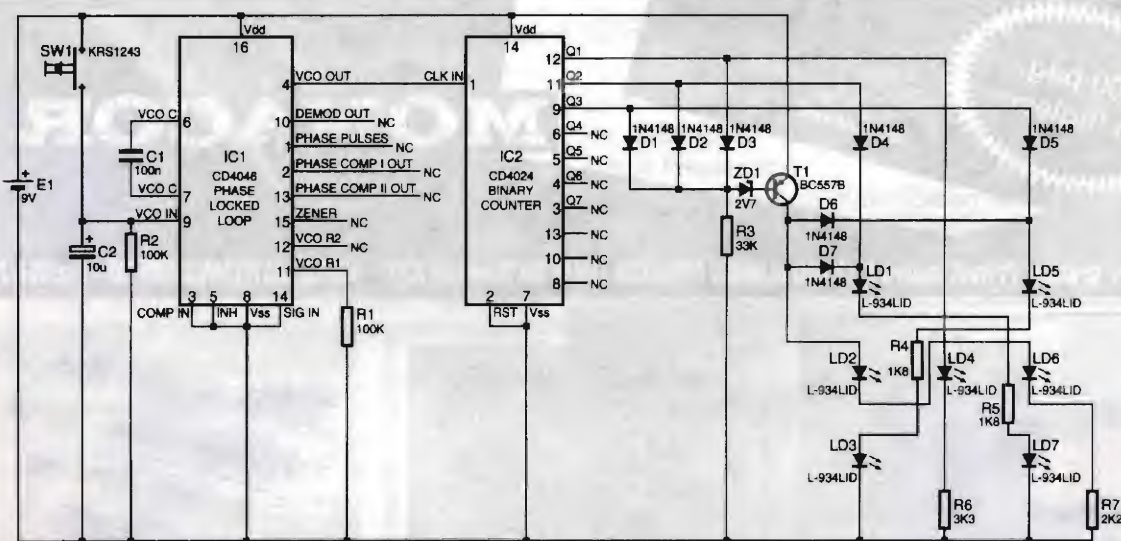 SW1
KRS1243
E1
9V
VCO C
6
C1
100n
VCO C
7
VCO IN
9
C2
10u
R2
100K
Vdd
16
IC1
CD4046
PHASE
LOCKED
LOOP
4
VCO OUT
10
DEMOD OUT
NC
1
PHASE PULSES
NC
2
PHASE COMP I OUT
NC
13
PHASE COMP II OUT
NC
15
ZENER
NC
12
VCO R2
NC
11
VCO R1
3
5
8
14
COMP IN
INH
Vss
SIG IN
R1
100K
Vdd
14
CLK IN
1
IC2
CD4024
BINARY
COUNTER
2
7
RST
Vss
12
Q1
11
Q2
9
Q3
6
Q4
NC
5
Q5
NC
4
Q6
NC
3
Q7
NC
13
NC
10
NC
8
NC
1N4148
D1
1N4148
D2
1N4148
D3
1N4148
D4
1N4148
D5
ZD1
2V7
T1
BC557B
R3
33K
D6
1N4148
D7
1N4148
LD1
L-934LID
LD5
L-934LID
R4
1K8
LD2
L-934LID
LD4
L-934LID
LD6
L-934LID
R5
1K8
LD3
L-934LID
LD7
L-934LID
R6
3K3
R7
2K2